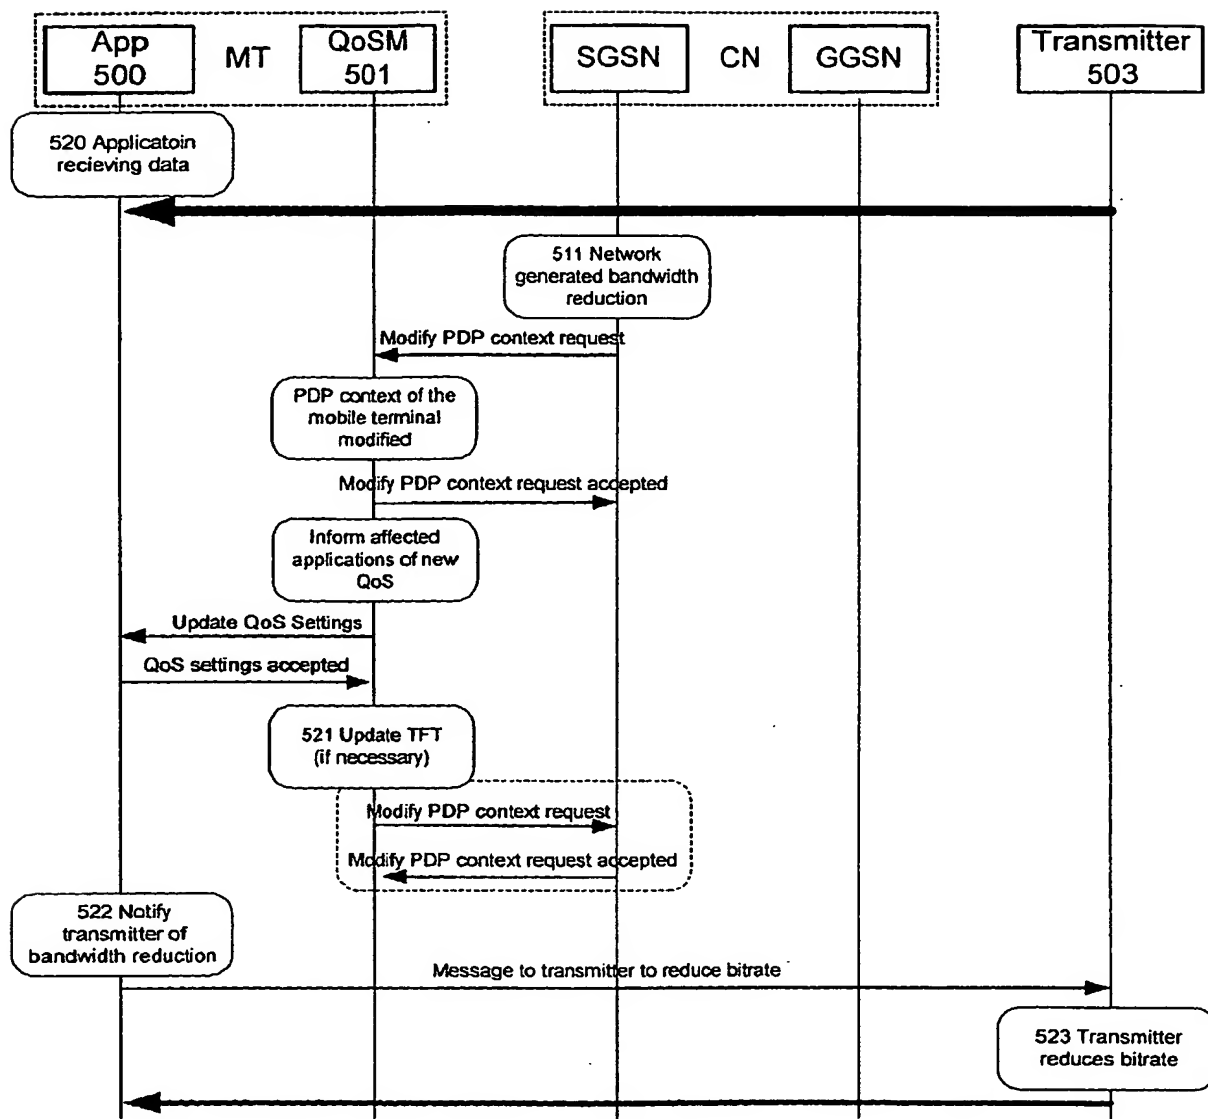 App
500
MT
QoSM
501
SGSN
CN
GGSN
Transmitter
503
520 Applicatoin
recieving data
511 Network
generated bandwidth
reduction
Modify PDP context request
PDP context of the
mobile terminal
modified
Modify PDP context request accepted
Inform affected
applications of new
QoS
Update QoS Settings
QoS settings accepted
521 Update TFT
(if necessary)
Modify PDP context request
Modify PDP context request accepted
522 Notify
transmitter of
bandwidth reduction
Message to transmitter to reduce bitrate
523 Transmitter
reduces bitrate